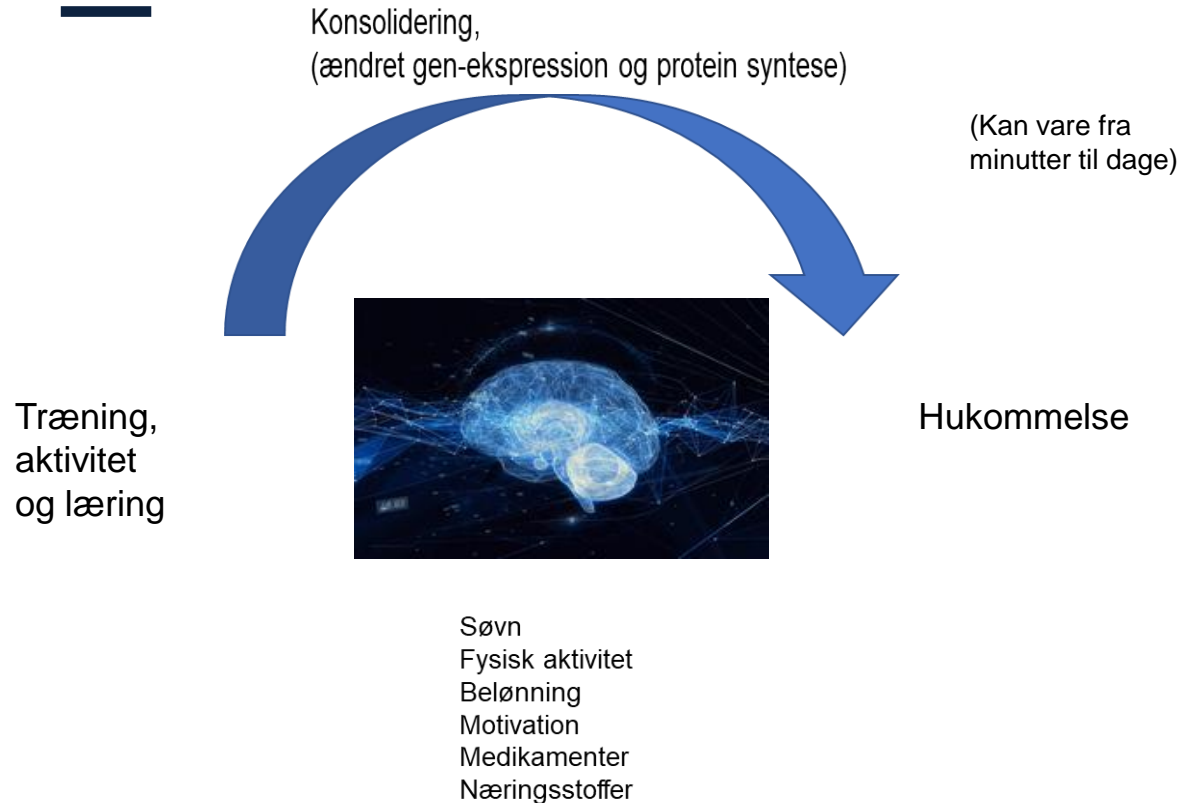 Konsolidering,
(ændret gen-ekspression og protein syntese)
(Kan vare fra
minutter til dage)
Træning,
aktivitet
og læring
Hukommelse
Søvn
Fysisk aktivitet
Belønning
Motivation
Medikamenter
Næringsstoffer